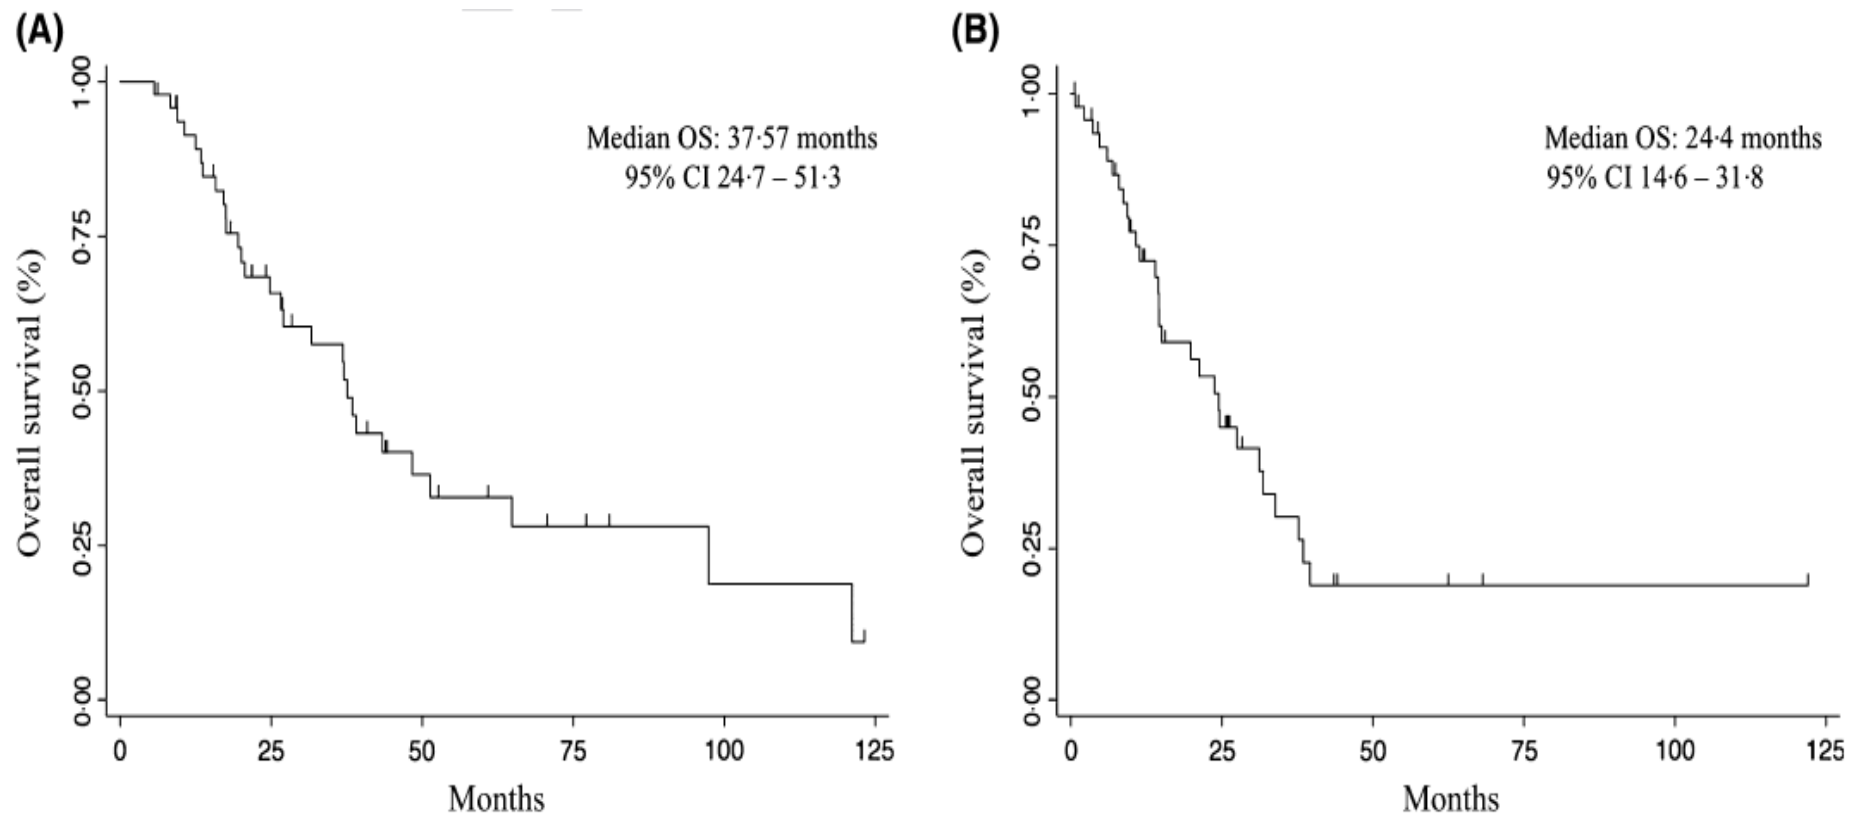 (A)
Overall survival (%)
1·00
0·75
0·50
0·25
0·00
Median OS: 37·57 months
95% CI 24·7 – 51·3
0 25 50 75 100 125
Months
(B)
Overall survival (%)
1·00
0·75
0·50
0·25
0·00
Median OS: 24·4 months
95% CI 14·6 – 31·8
0 25 50 75 100 125
Months